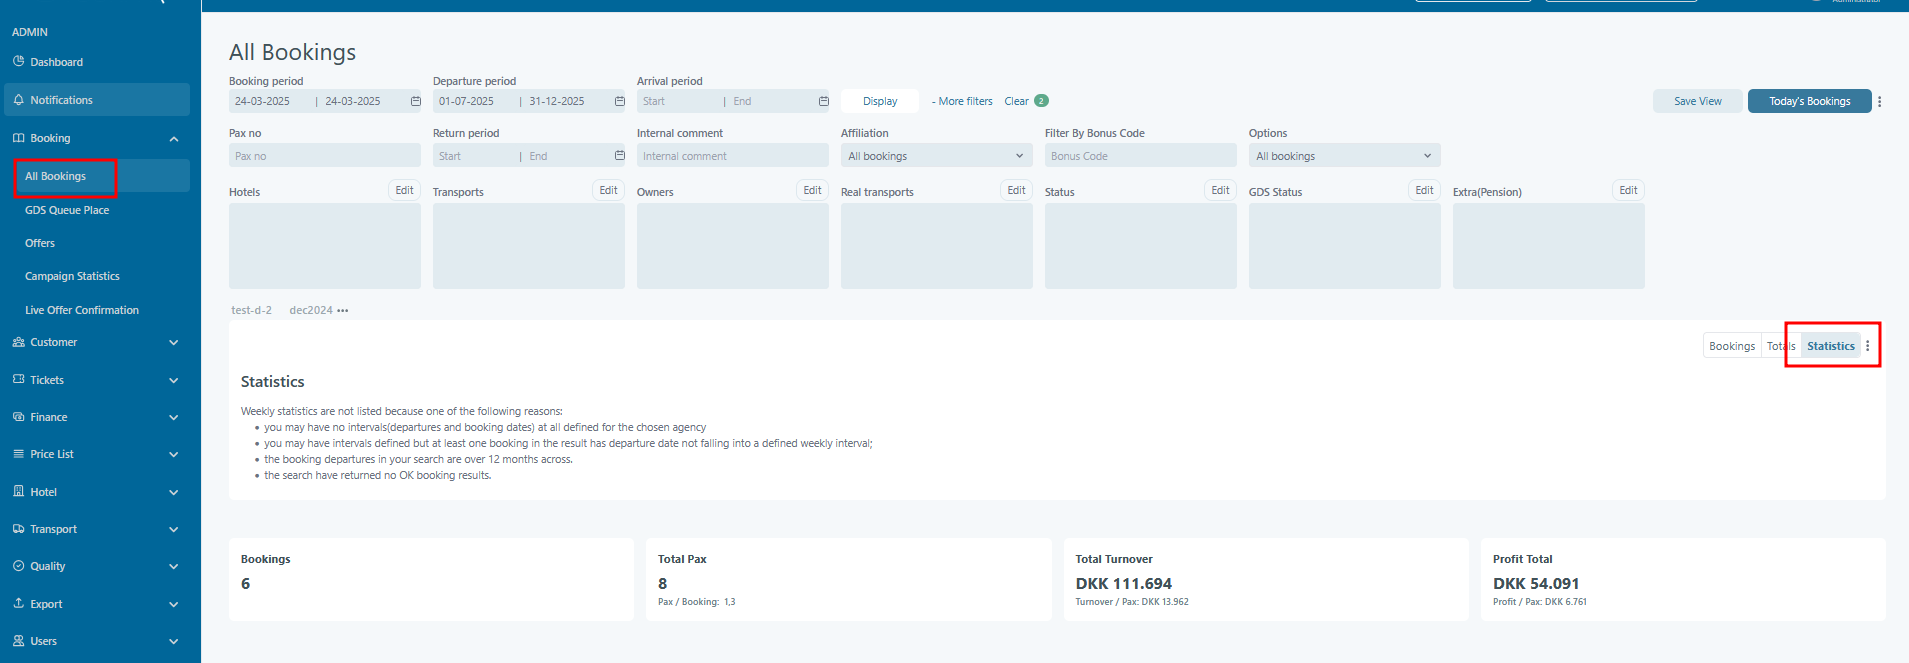 Administrator
ADMIN
Dashboard
Notifications
Booking
All Bookings
GDS Queue Place
Offers
Campaign Statistics
Live Offer Confirmation
Customer
Tickets
Finance
Price List
Hotel
Transport
Quality
Export
Users
All Bookings
Booking period Departure period Arrival period
24-03-2025 | 24-03-2025 01-07-2025 | 31-12-2025 Start | End Display - More filters Clear 2 Save View Today's Bookings
Pax no Return period Internal comment Affiliation Filter By Bonus Code Options
Pax no Start | End Internal comment All bookings Bonus Code All bookings
Hotels Edit Transports Edit Owners Edit Real transports Edit Status Edit GDS Status Edit Extra(Pension) Edit
test-d-2 dec2024 •••
Bookings Totals Statistics
Statistics
Weekly statistics are not listed because one of the following reasons:
• you may have no intervals(departures and booking dates) at all defined for the chosen agency
• you may have intervals defined but at least one booking in the result has departure date not falling into a defined weekly interval;
• the booking departures in your search are over 12 months across.
• the search have returned no OK booking results.
Bookings Total Pax Total Turnover Profit Total
6 8 DKK 111.694 DKK 54.091
Pax / Booking: 1,3 Turnover / Pax: DKK 13.962 Profit / Pax: DKK 6.761